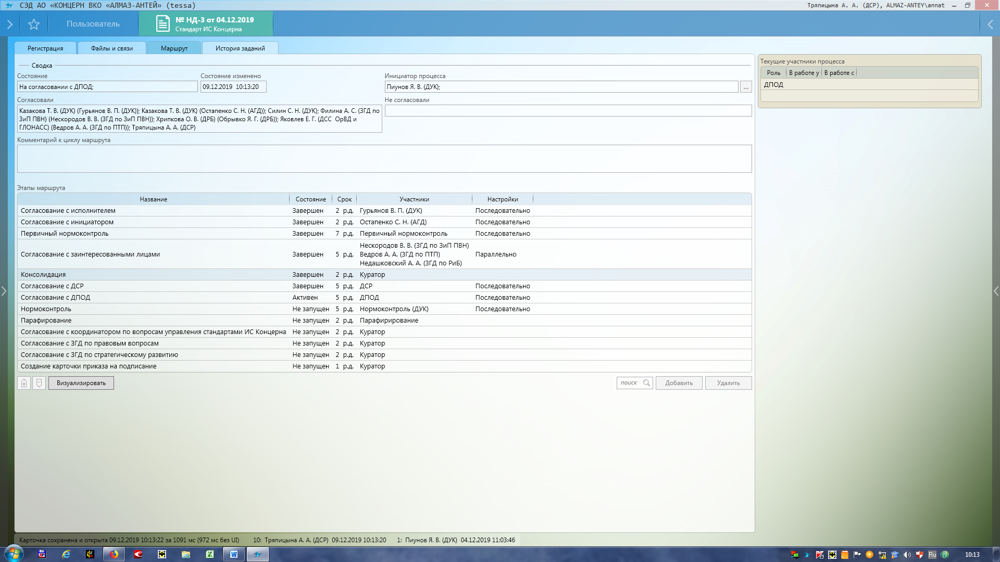 СЭД АО «КОНЦЕРН ВКО «АЛМАЗ-АНТЕЙ» (tessa)
Тряпицына А. А. (ДСР), ALMAZ-ANTEY\annat
Пользователь
№ НД-3 от 04.12.2019
Стандарт ИС Концерна
Регистрация
Файлы и связи
Маршрут
История заданий
Сводка
Состояние
Состояние изменено
Инициатор процесса
На согласовании с ДПОД;
09.12.2019 10:13:20
Пиунов Я. В. (ДУК);
...
Согласовали
Не согласовали
Казакова Т. В. (ДУК) (Гурьянов В. П. (ДУК)); Казакова Т. В. (ДУК) (Остапенко С. Н. (АГД)); Силин С. Н. (ДУК); Филина А. С. (ЗГД по
ЗиП ПВН) (Нескородов В. В. (ЗГД по ЗиП ПВН)); Хрипкова О. В. (ДРБ) (Обрывко Я. Г. (ДРБ)); Яковлев Е. Г. (ДСС ОрВД и
ГЛОНАСС) (Ведров А. А. (ЗГД по ПТП)); Тряпицына А. А. (ДСР)
Комментарий к циклу маршрута
Этапы маршрута
Название Состояние Срок Участники Настройки
Согласование с исполнителем Завершен 2 р.д. Гурьянов В. П. (ДУК) Последовательно
Согласование с инициатором Завершен 2 р.д. Остапенко С. Н. (АГД) Последовательно
Первичный нормоконтроль Завершен 7 р.д. Первичный нормоконтроль Последовательно
Нескородов В. В. (ЗГД по ЗиП ПВН)
Согласование с заинтересованными лицами Завершен 5 р.д. Ведров А. А. (ЗГД по ПТП) Параллельно
Недашковский А. А. (ЗГД по РиБ)
Консолидация Завершен 2 р.д. Куратор
Согласование с ДСР Завершен 5 р.д. ДСР Последовательно
Согласование с ДПОД Активен 5 р.д. ДПОД Последовательно
Нормоконтроль Не запущен 5 р.д. Нормоконтроль (ДУК) Последовательно
Парафирование Не запущен 2 р.д. Парафирирование
Согласование с координатором по вопросам управления стандартами ИС Концерна Не запущен 2 р.д. Куратор
Согласование с ЗГД по правовым вопросам Не запущен 2 р.д. Куратор
Согласование с ЗГД по стратегическому развитию Не запущен 2 р.д. Куратор
Создание карточки приказа на подписание Не запущен 1 р.д. Куратор
Визуализировать
поиск
Добавить
Удалить
Текущие участники процесса
Роль В работе у В работе с
ДПОД
Карточка сохранена и открыта 09.12.2019 10:13:22 за 1091 мс (972 мс без UI) 10: Тряпицына А. А. (ДСР) 09.12.2019 10:13:20 1: Пиунов Я. В. (ДУК) 04.12.2019 11:03:46
Ru
10:13